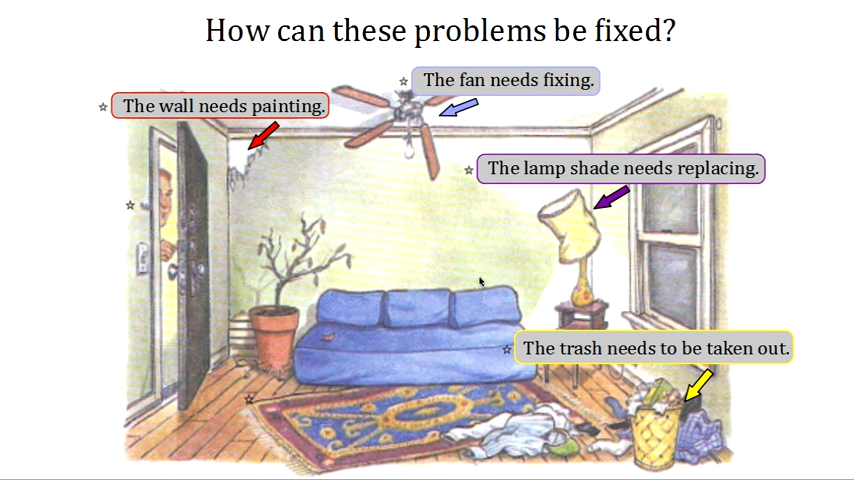 How can these problems be fixed?
The fan needs fixing.
The wall needs painting.
The lamp shade needs replacing.
The trash needs to be taken out.